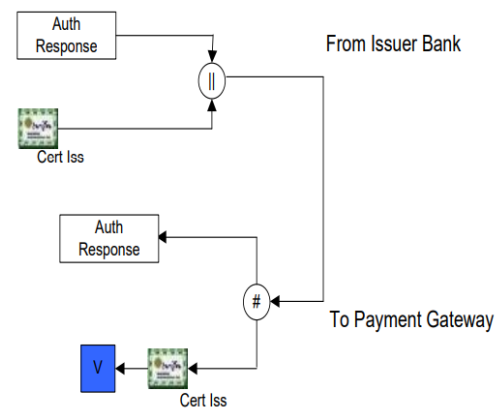 Auth
Response
From Issuer Bank
||
Cert Iss
Auth
Response
#
To Payment Gateway
V
Cert Iss